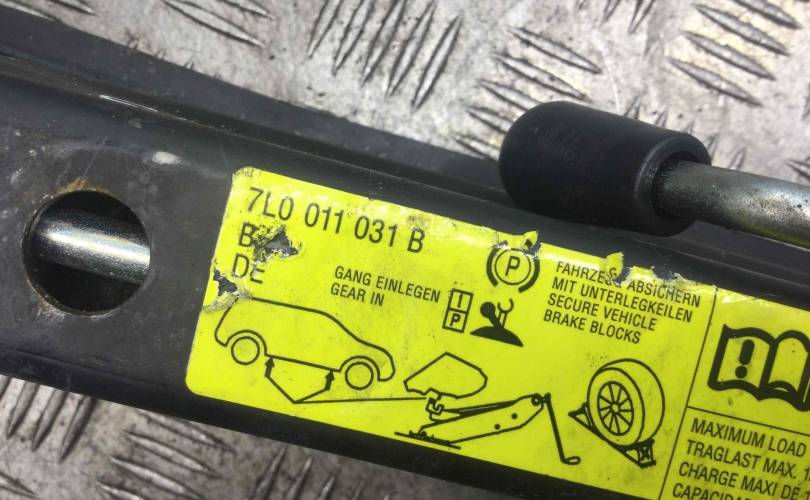 7L0 011 031 B
DE
GANG EINLEGEN
GEAR IN
I
P
P
ABSICHERN
MIT UNTERLEGKEILEN
SECURE VEHICLE
BRAKE BLOCKS
!
MAXIMUM LOAD
TRAGLAST MAX.
CHARGE MAXI DE